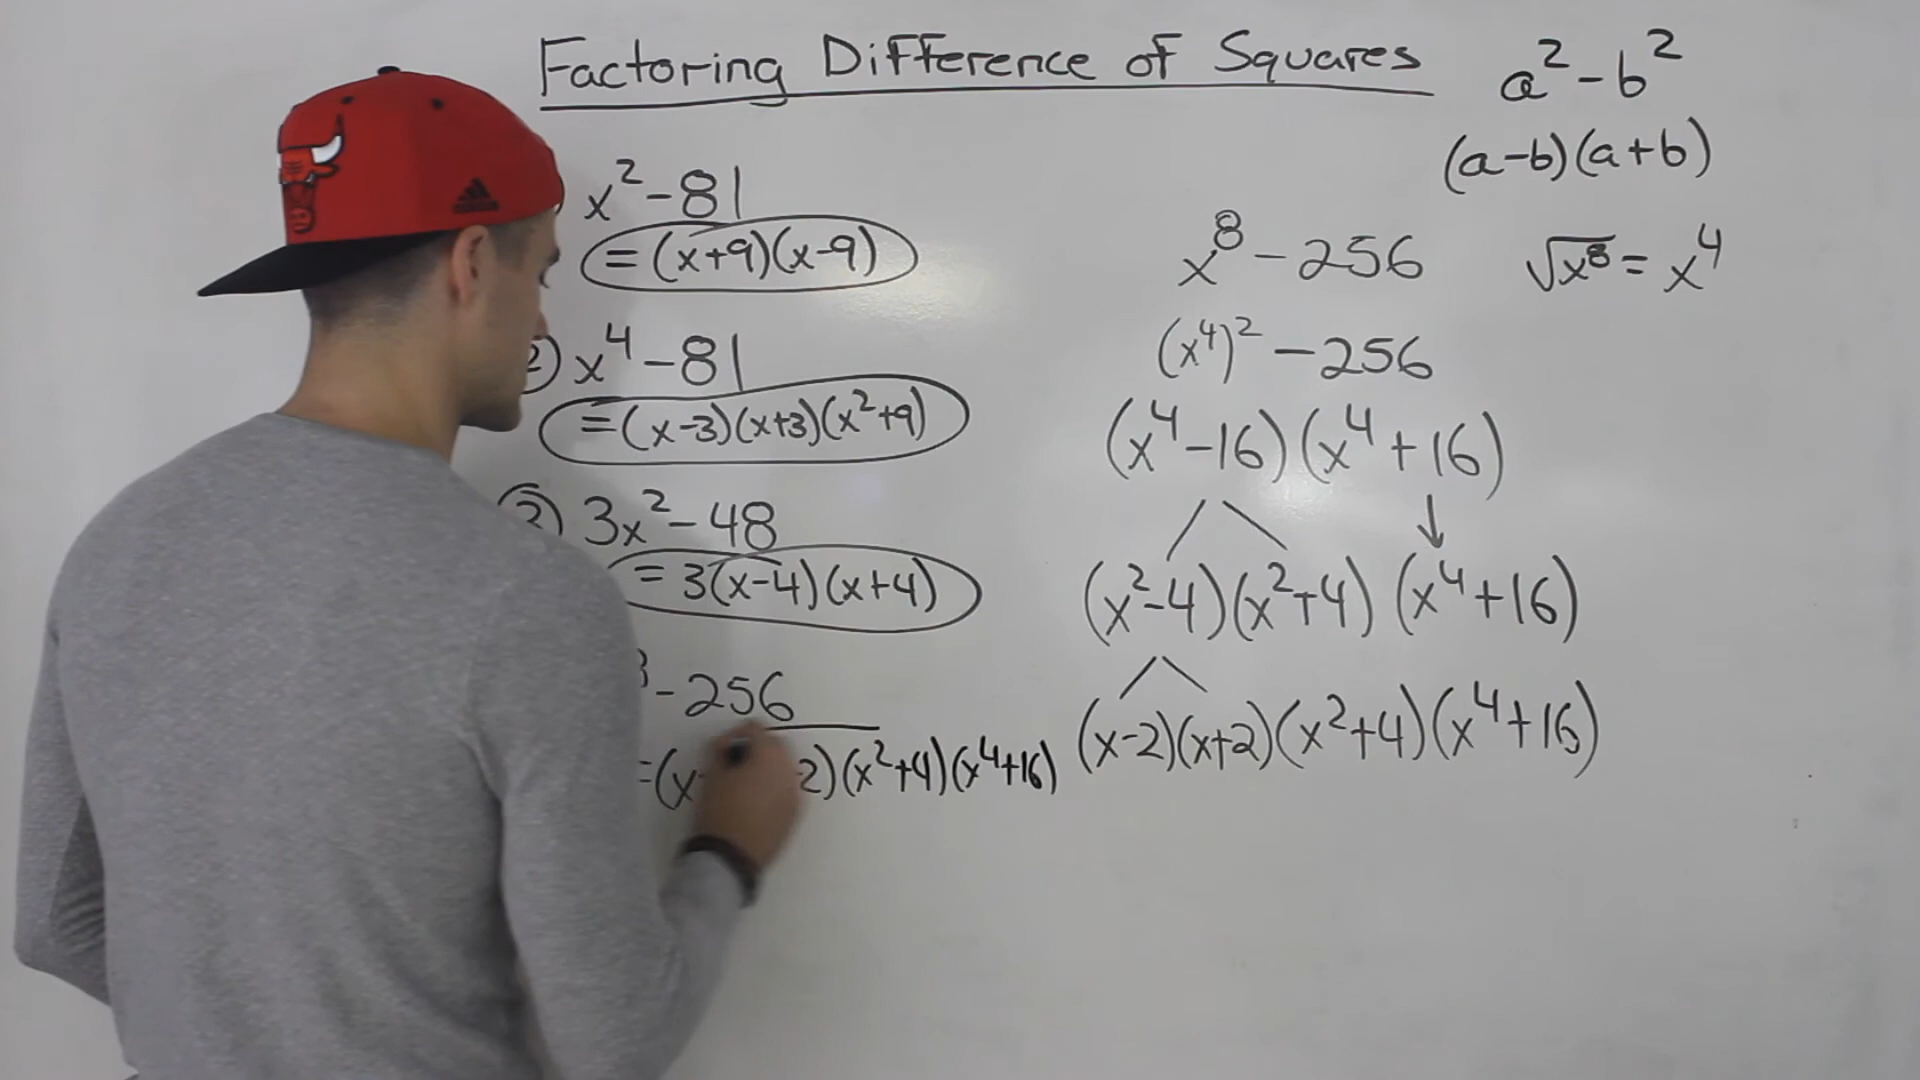 Factoring Difference of Squares
a² - b²
(a-b)(a+b)
x² - 81
= (x+9)(x-9)
2) x⁴ - 81
= (x-3)(x+3)(x²+9)
3x² - 48
= 3(x-4)(x+4)
- 256
=(x 2)(x²+4)(x⁴+16)
x⁸ - 256
√x⁸ = x⁴
(x⁴)² - 256
(x⁴-16)(x⁴+16)
(x²-4)(x²+4)(x⁴+16)
(x-2)(x+2)(x²+4)(x⁴+16)